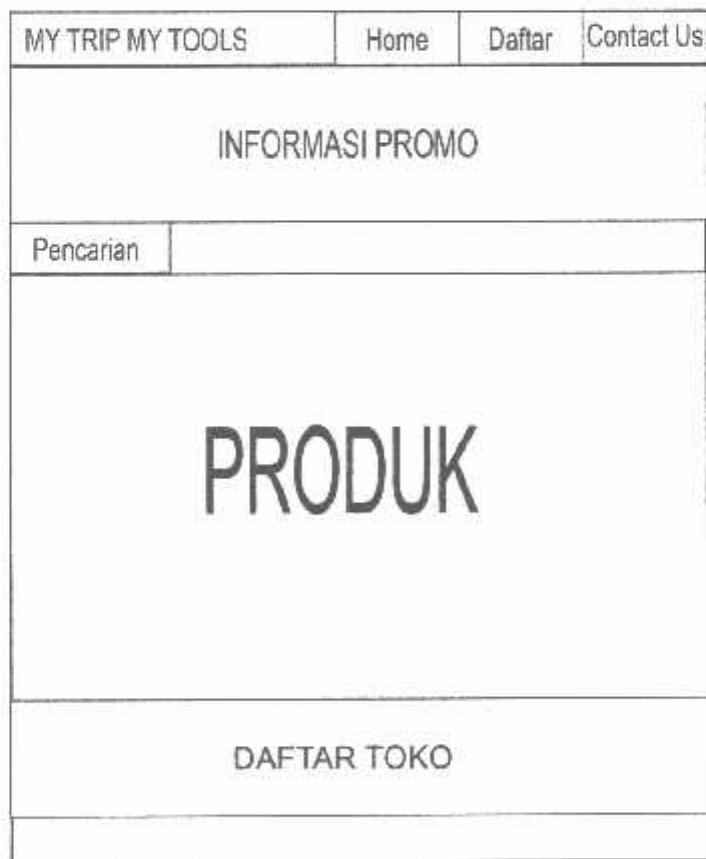 MY TRIP MY TOOLS Home Daftar Contact Us
INFORMASI PROMO
Pencarian
PRODUK
DAFTAR TOKO